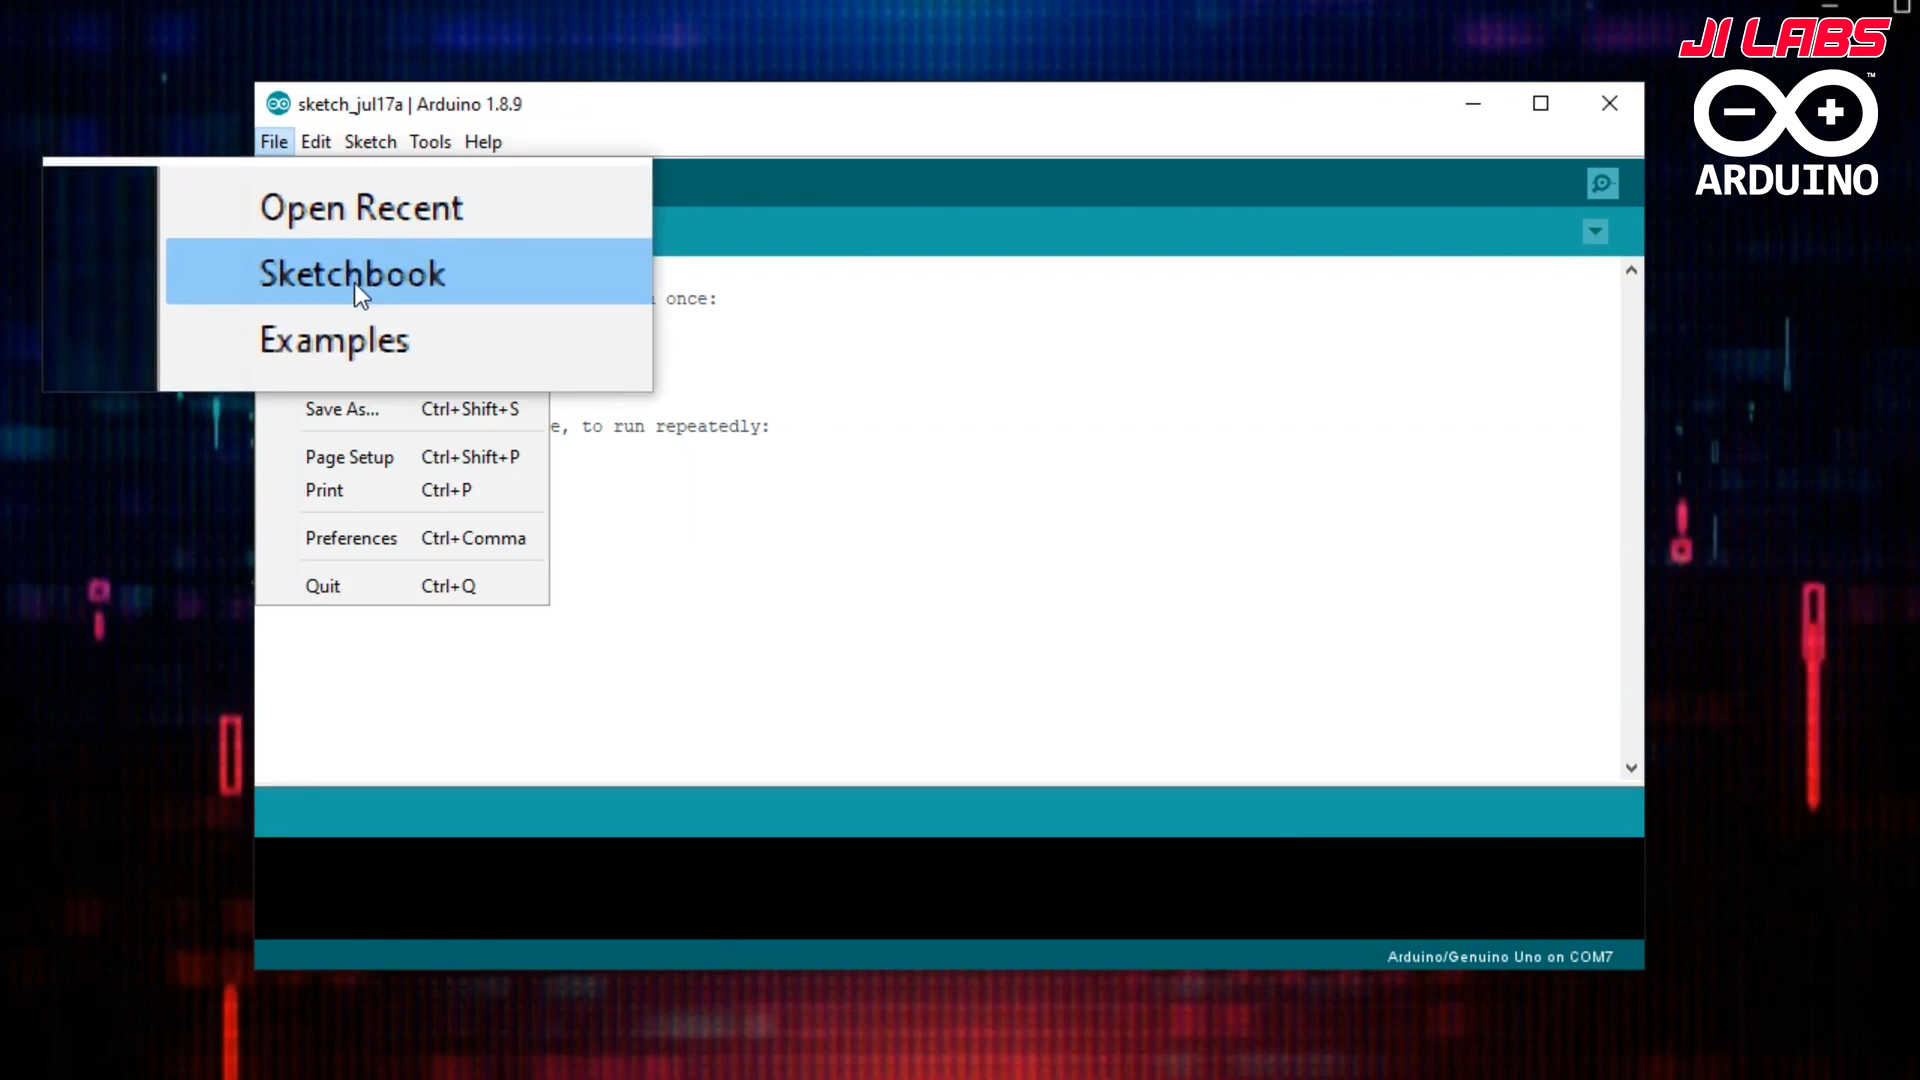 JI LABS
ARDUINO
TM
sketch_jul17a | Arduino 1.8.9
File Edit Sketch Tools Help
Open Recent
Sketchbook
Examples
once:
Save As... Ctrl+Shift+S
e, to run repeatedly:
Page Setup Ctrl+Shift+P
Print Ctrl+P
Preferences Ctrl+Comma
Quit Ctrl+Q
Arduino/Genuino Uno on COM7